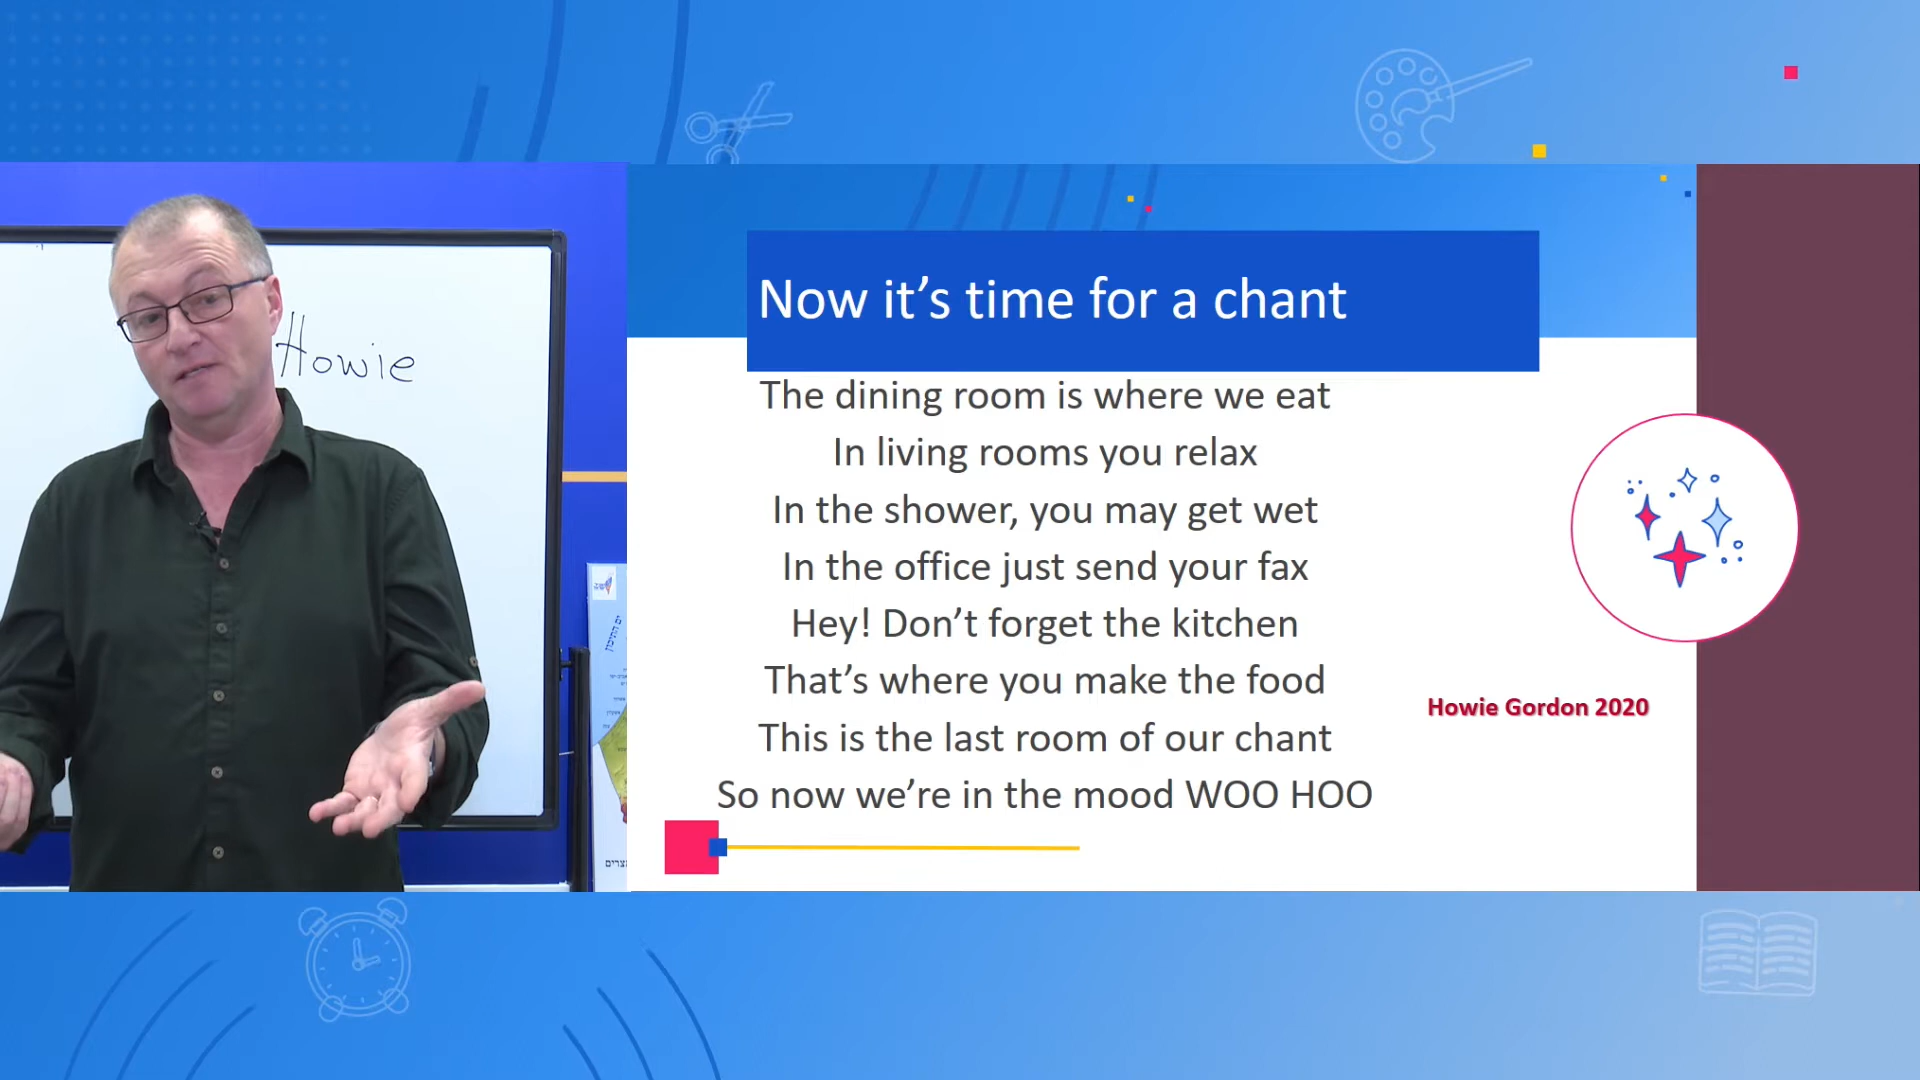 Howie
Now it’s time for a chant
The dining room is where we eat
In living rooms you relax
In the shower, you may get wet
In the office just send your fax
Hey! Don’t forget the kitchen
That’s where you make the food
This is the last room of our chant
So now we’re in the mood WOO HOO
Howie Gordon 2020
ים התיכון